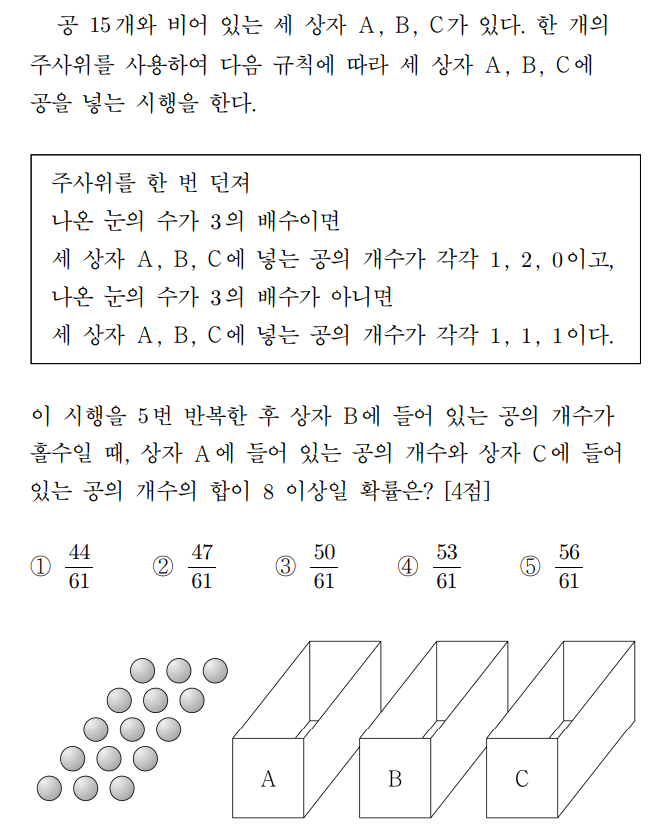 공 15개와 비어 있는 세 상자 A, B, C가 있다. 한 개의
주사위를 사용하여 다음 규칙에 따라 세 상자 A, B, C에
공을 넣는 시행을 한다.
주사위를 한 번 던져
나온 눈의 수가 3의 배수이면
세 상자 A, B, C에 넣는 공의 개수가 각각 1, 2, 0이고,
나온 눈의 수가 3의 배수가 아니면
세 상자 A, B, C에 넣는 공의 개수가 각각 1, 1, 1이다.
이 시행을 5번 반복한 후 상자 B에 들어 있는 공의 개수가
홀수일 때, 상자 A에 들어 있는 공의 개수와 상자 C에 들어
있는 공의 개수의 합이 8 이상일 확률은? [4점]
① 44/61 ② 47/61 ③ 50/61 ④ 53/61 ⑤ 56/61
A B C